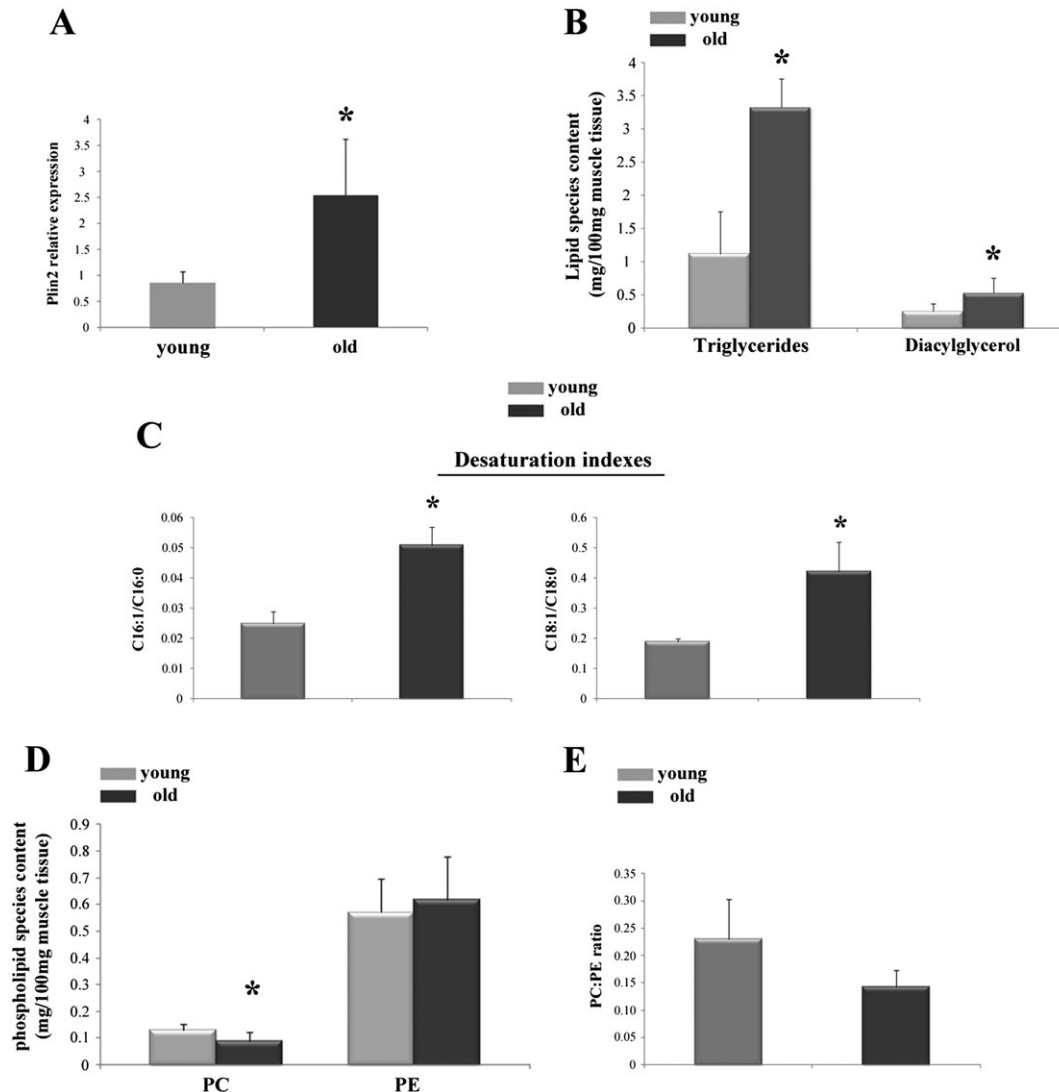 A
Plin2 relative expression
4
3.5
3
2.5
2
1.5
1
0.5
0
*
young
old
B
young
old
Lipid species content
(mg/100mg muscle tissue)
4
3.5
3
2.5
2
1.5
1
0.5
0
*
*
Triglycerides
Diacylglycerol
young
old
C
Desaturation indexes
C16:1/C16:0
0.06
0.05
0.04
0.03
0.02
0.01
0
*
C18:1/C18:0
0.6
0.5
0.4
0.3
0.2
0.1
0
*
D
young
old
phospholipid species content
(mg/100mg muscle tissue)
0.9
0.8
0.7
0.6
0.5
0.4
0.3
0.2
0.1
0
*
PC
PE
E
young
old
PC:PE ratio
0.35
0.30
0.25
0.20
0.15
0.10
0.05
0.00